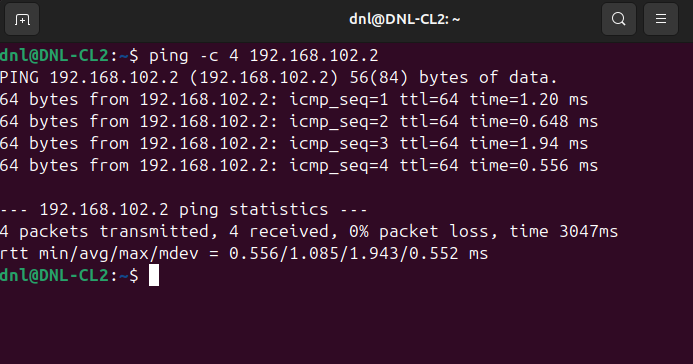 dnl@DNL-CL2: ~
dnl@DNL-CL2:~$ ping -c 4 192.168.102.2
PING 192.168.102.2 (192.168.102.2) 56(84) bytes of data.
64 bytes from 192.168.102.2: icmp_seq=1 ttl=64 time=1.20 ms
64 bytes from 192.168.102.2: icmp_seq=2 ttl=64 time=0.648 ms
64 bytes from 192.168.102.2: icmp_seq=3 ttl=64 time=1.94 ms
64 bytes from 192.168.102.2: icmp_seq=4 ttl=64 time=0.556 ms

--- 192.168.102.2 ping statistics ---
4 packets transmitted, 4 received, 0% packet loss, time 3047ms
rtt min/avg/max/mdev = 0.556/1.085/1.943/0.552 ms
dnl@DNL-CL2:~$